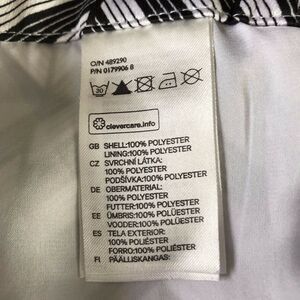 O/N 489290
P/N 0179906 8
30
clevercare.info
GB SHELL:100% POLYESTER
LINING:100% POLYESTER
CZ SVRCHNÍ LÁTKA:
100% POLYESTER
PODŠÍVKA:100% POLYESTER
DE OBERMATERIAL:
100% POLYESTER
FUTTER:100% POLYESTER
EE ÜMBRIS:100% POLÜESTER
VOODER:100% POLÜESTER
ES TELA EXTERIOR:
100% POLIÉSTER
FORRO:100% POLIÉSTER
FI PÄÄLLISKANGAS: